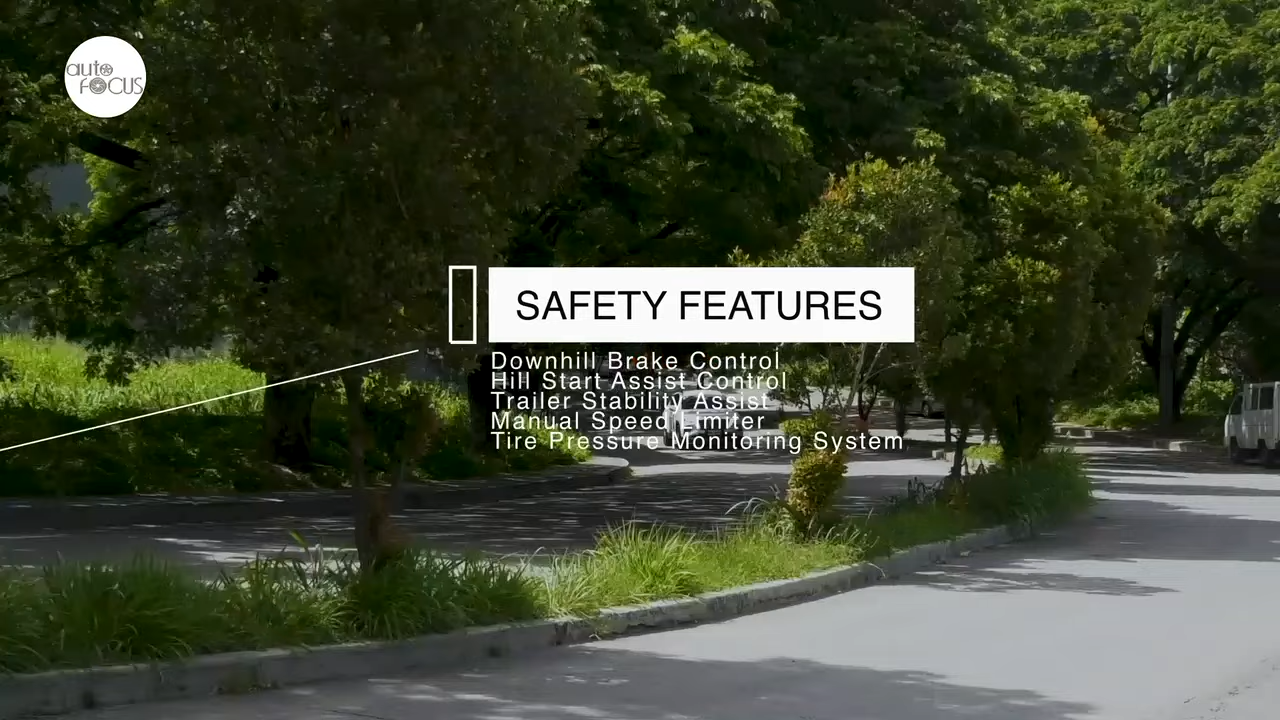 auto
FOCUS
SAFETY FEATURES
Downhill Brake Control
Hill Start Assist Control
Trailer Stability Assist
Manual Speed Limiter
Tire Pressure Monitoring System